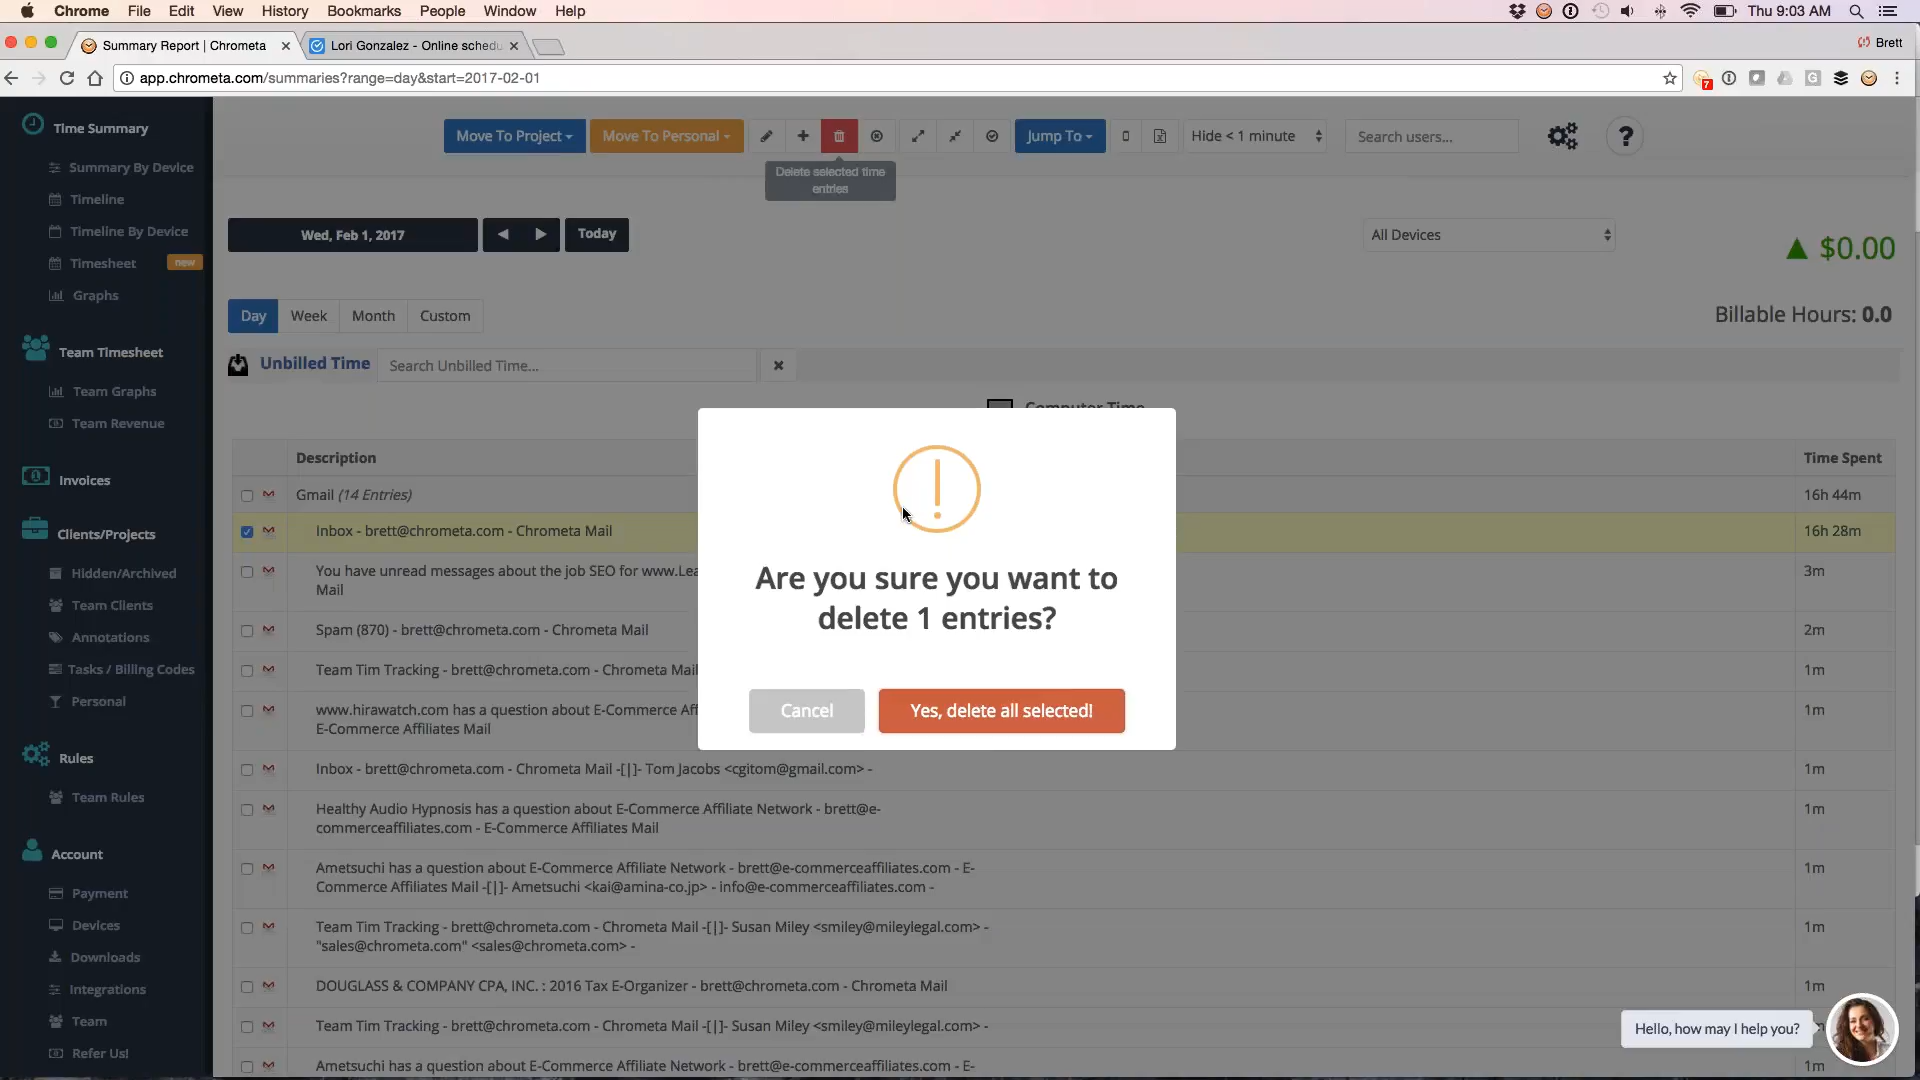 Chrome File Edit View History Bookmarks People Window Help Thu 9:03 AM
Summary Report | Chrometa Lori Gonzalez - Online schedu Brett
app.chrometa.com/summaries?range=day&start=2017-02-01 7
Time Summary
Summary By Device
Timeline
Timeline By Device
Timesheet new
Graphs
Team Timesheet
Team Graphs
Team Revenue
Invoices
Clients/Projects
Hidden/Archived
Team Clients
Annotations
Tasks / Billing Codes
Personal
Rules
Team Rules
Account
Payment
Devices
Downloads
Integrations
Team
Refer Us!
Move To Project Move To Personal Jump To Hide < 1 minute Search users... ?
Delete selected time
entries
Wed, Feb 1, 2017 Today All Devices $0.00
Day Week Month Custom Billable Hours: 0.0
Unbilled Time Search Unbilled Time...
Computer Time
Description Time Spent
Gmail (14 Entries) 16h 44m
Inbox - brett@chrometa.com - Chrometa Mail 16h 28m
You have unread messages about the job SEO for www.Lea 3m
Mail
Spam (870) - brett@chrometa.com - Chrometa Mail 2m
Team Tim Tracking - brett@chrometa.com - Chrometa Mail 1m
www.hirawatch.com has a question about E-Commerce Aff 1m
E-Commerce Affiliates Mail
Inbox - brett@chrometa.com - Chrometa Mail -[|]- Tom Jacobs <cgitom@gmail.com> - 1m
Healthy Audio Hypnosis has a question about E-Commerce Affiliate Network - brett@e- 1m
commerceaffiliates.com - E-Commerce Affiliates Mail
Ametsuchi has a question about E-Commerce Affiliate Network - brett@e-commerceaffiliates.com - E- 1m
Commerce Affiliates Mail -[|]- Ametsuchi <kai@amina-co.jp> - info@e-commerceaffiliates.com -
Team Tim Tracking - brett@chrometa.com - Chrometa Mail -[|]- Susan Miley <smiley@mileylegal.com> - 1m
"sales@chrometa.com" <sales@chrometa.com> -
DOUGLASS & COMPANY CPA, INC. : 2016 Tax E-Organizer - brett@chrometa.com - Chrometa Mail 1m
Team Tim Tracking - brett@chrometa.com - Chrometa Mail -[|]- Susan Miley <smiley@mileylegal.com> -
Ametsuchi has a question about E-Commerce Affiliate Network - brett@e-commerceaffiliates.com - E- 1m
Are you sure you want to
delete 1 entries?
Cancel Yes, delete all selected!
Hello, how may I help you?